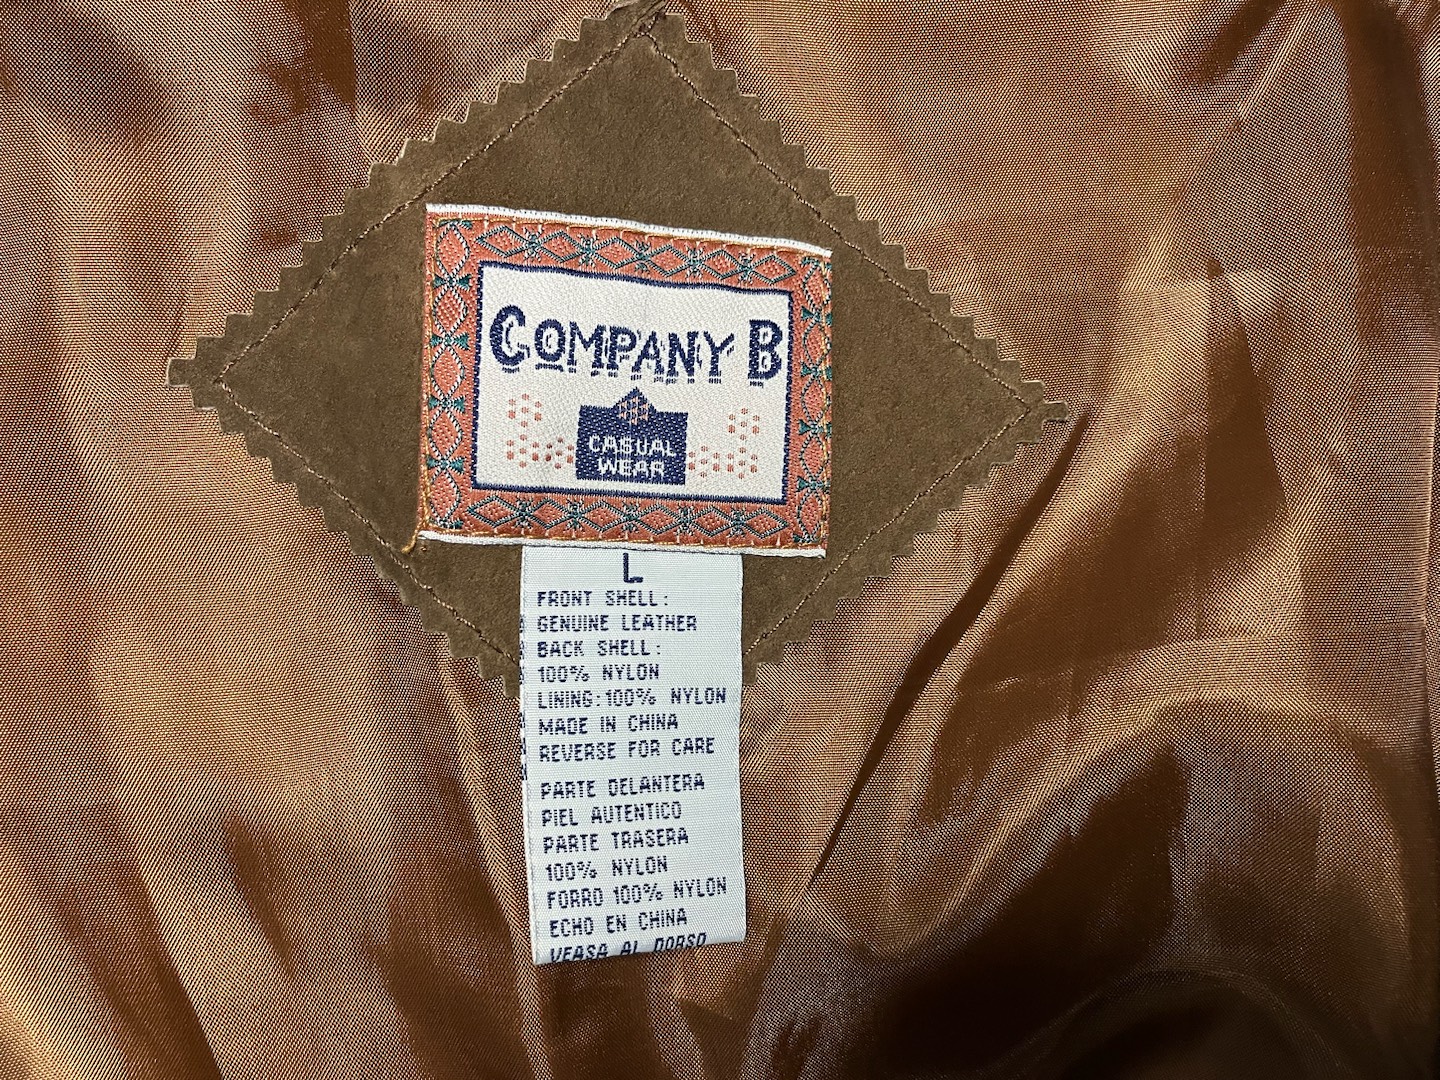 COMPANY B
CASUAL
WEAR
L
FRONT SHELL:
GENUINE LEATHER
BACK SHELL:
100% NYLON
LINING:100% NYLON
MADE IN CHINA
REVERSE FOR CARE
PARTE DELANTERA
PIEL AUTENTICO
PARTE TRASERA
100% NYLON
FORRO 100% NYLON
ECHO EN CHINA
VEASA AL DORSO